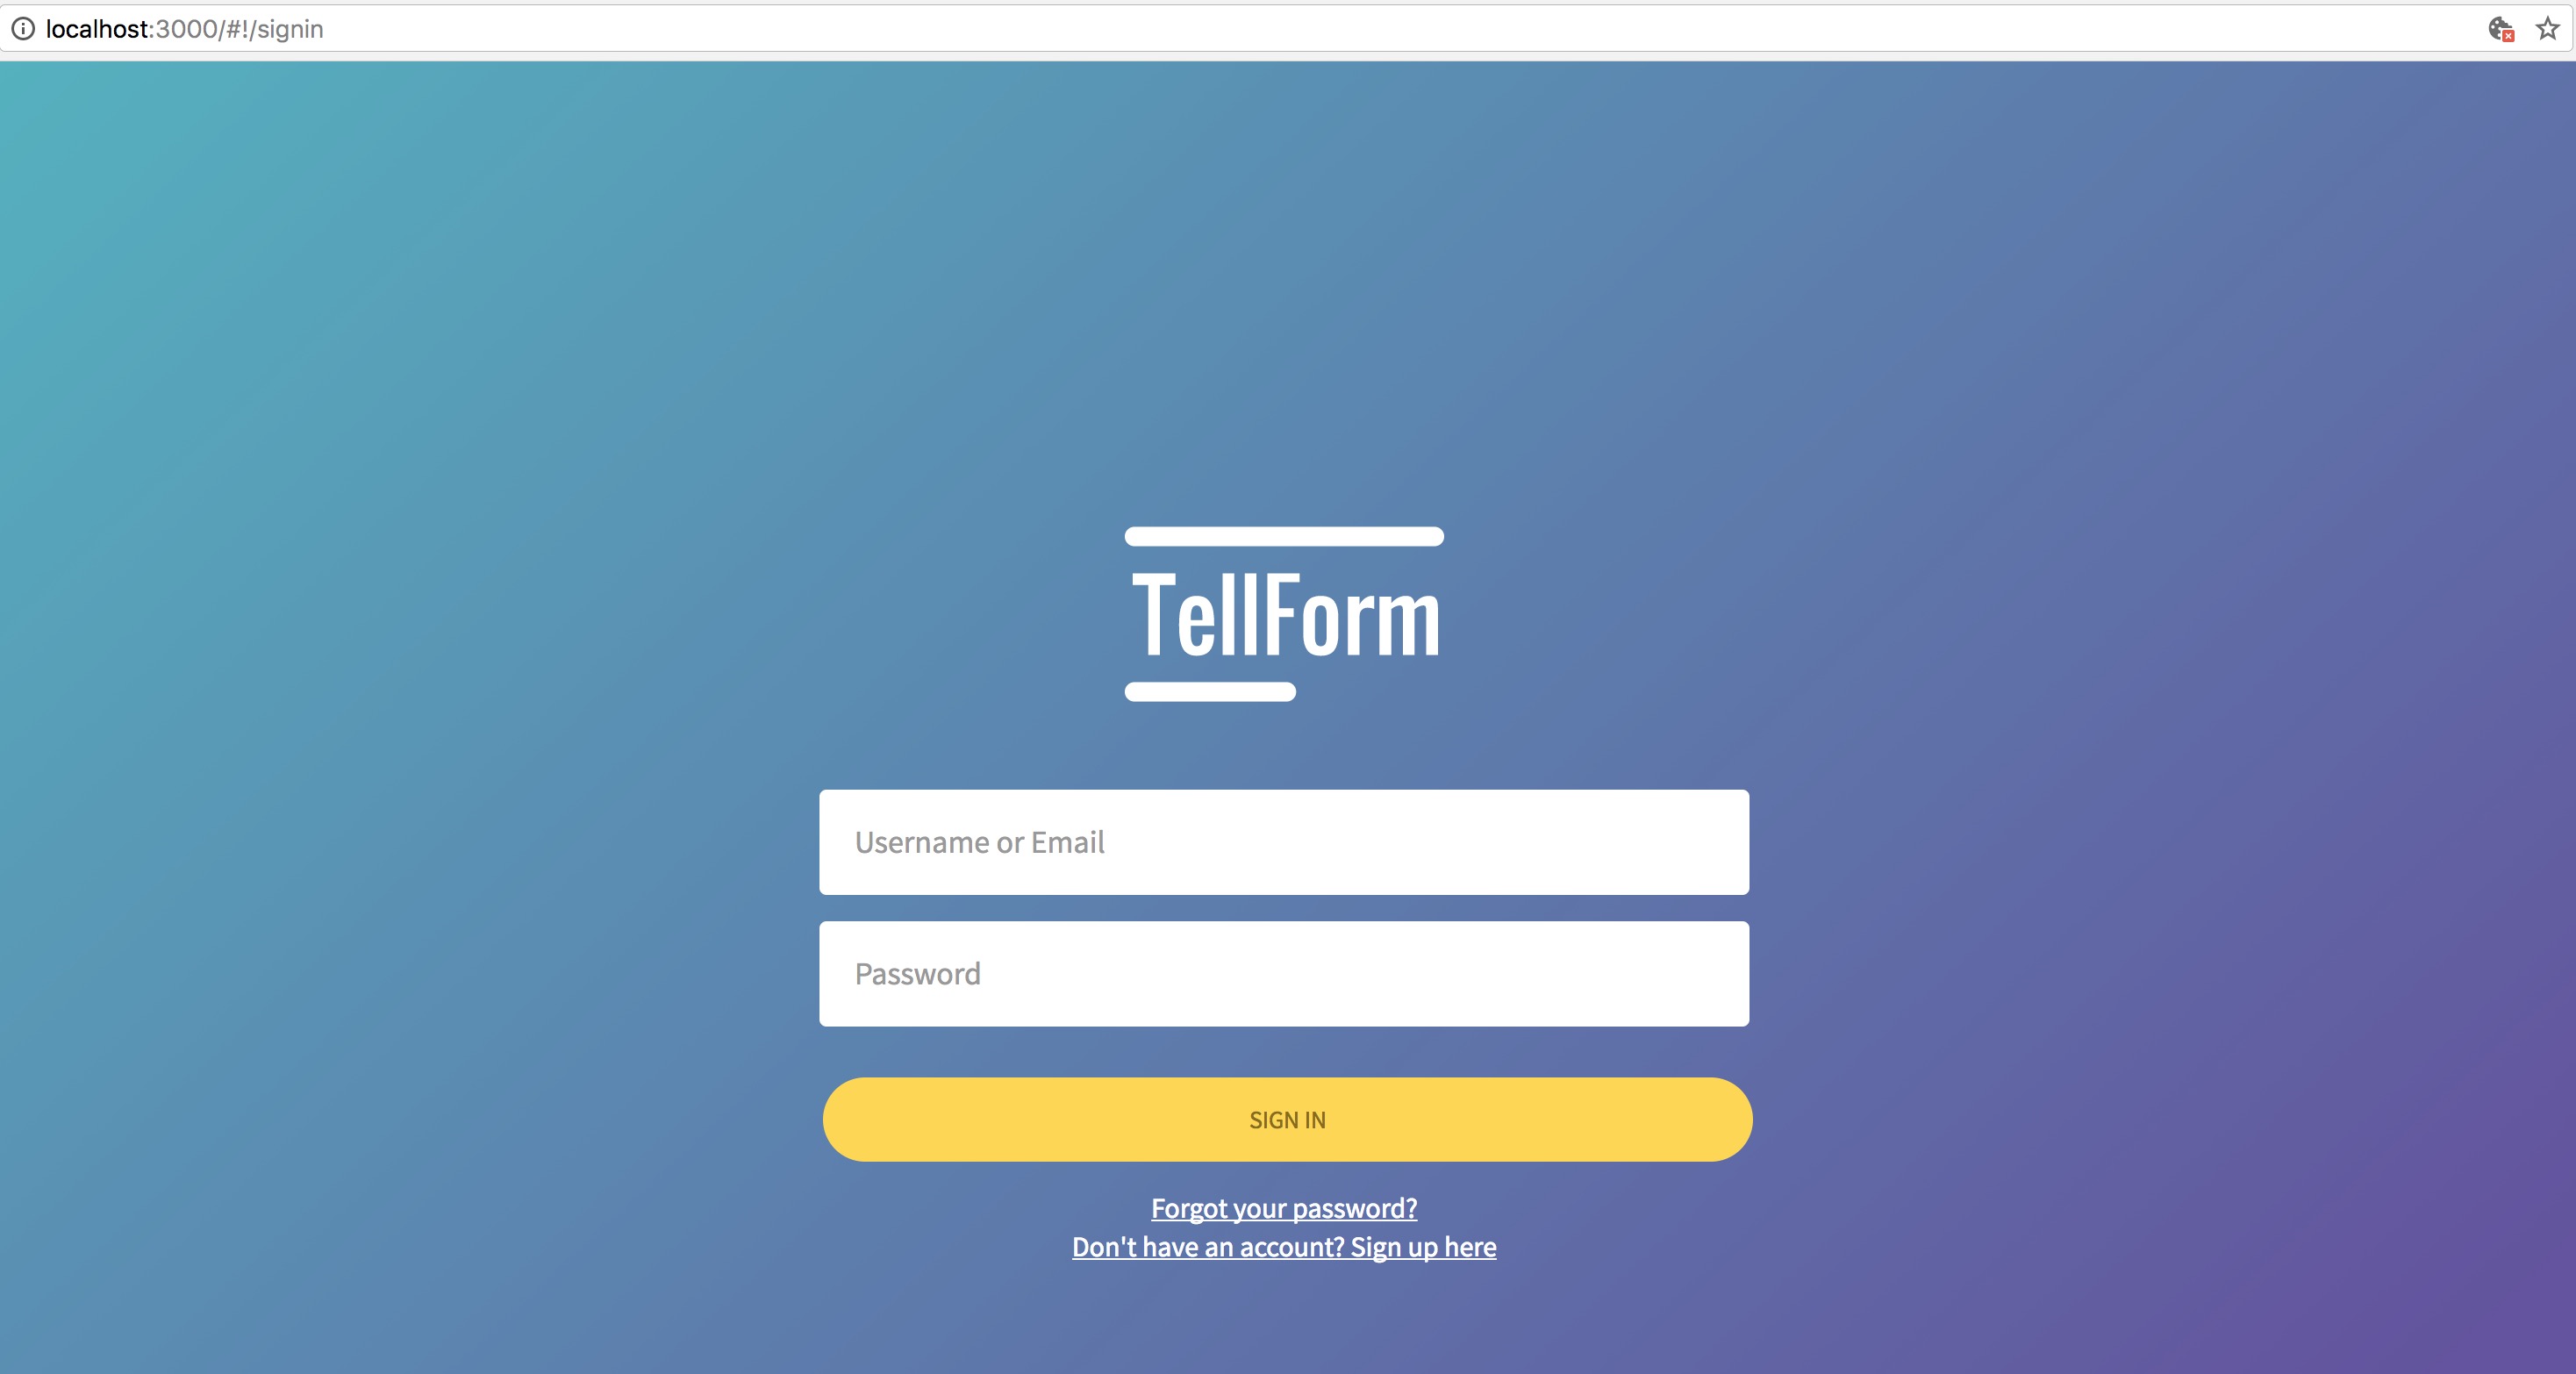 localhost:3000/#!/signin
TellForm
Username or Email
Password
SIGN IN
Forgot your password?
Don't have an account? Sign up here